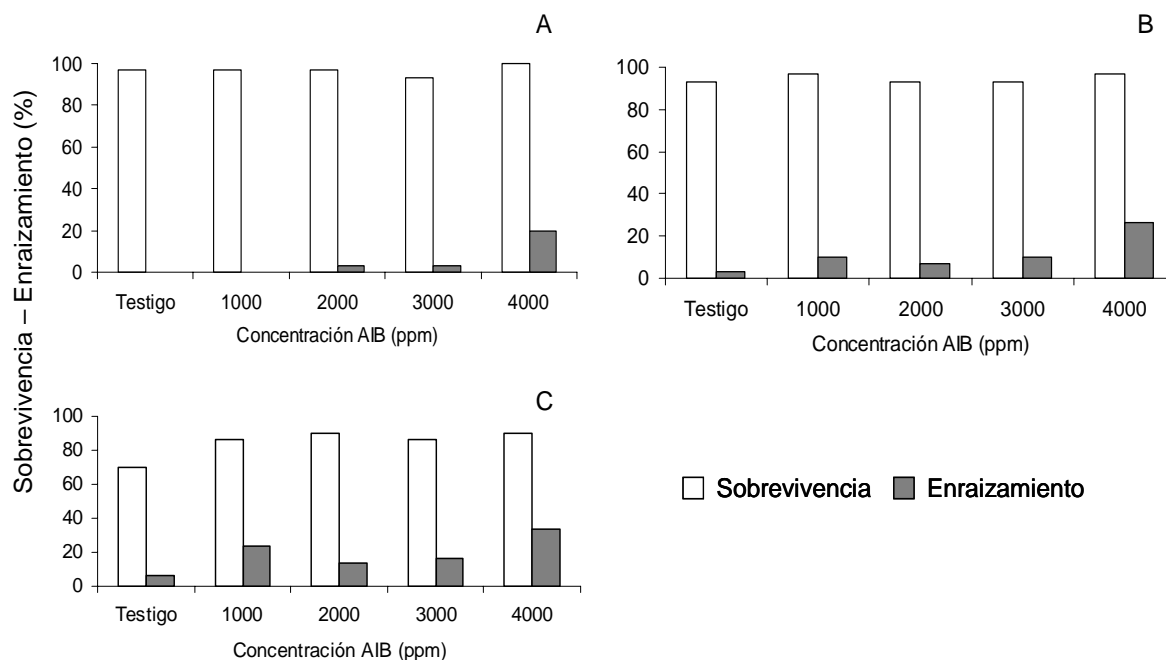 Sobrevivencia – Enraizamiento (%)
A
100
80
60
40
20
0
Testigo 1000 2000 3000 4000
Concentración AIB (ppm)
B
100
80
60
40
20
0
Testigo 1000 2000 3000 4000
Concentración AIB (ppm)
C
100
80
60
40
20
0
Testigo 1000 2000 3000 4000
Concentración AIB (ppm)
Sobrevivencia Enraizamiento